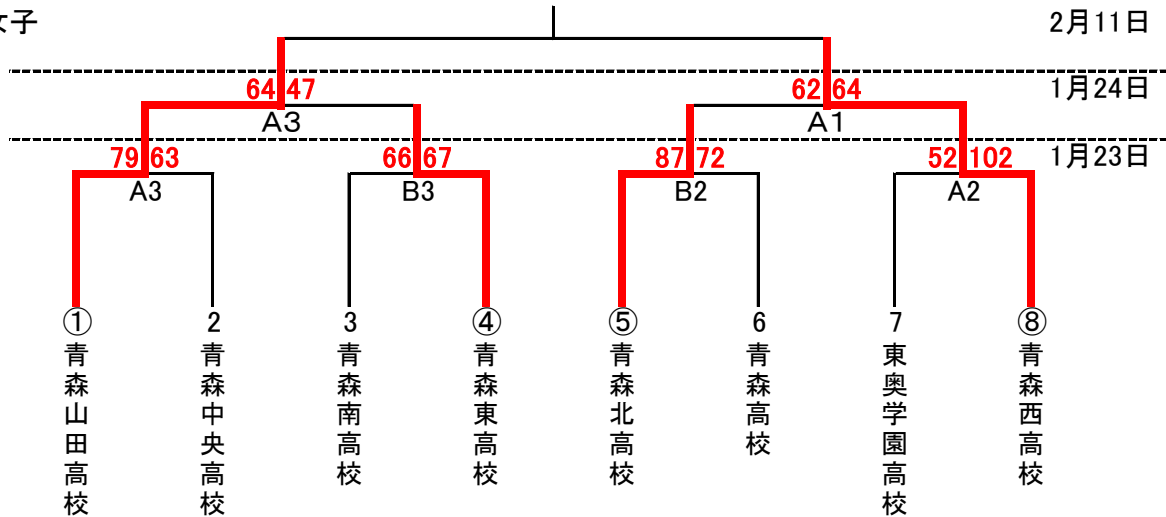 女子
2月11日
64 47
62 64
1月24日
A3
A1
79 63
66 67
87 72
52 102
1月23日
A3
B3
B2
A2
① 2 3 ④ ⑤ 6 7 ⑧
青森山田高校
青森中央高校
青森南高校
青森東高校
青森北高校
青森高校
東奥学園高校
青森西高校